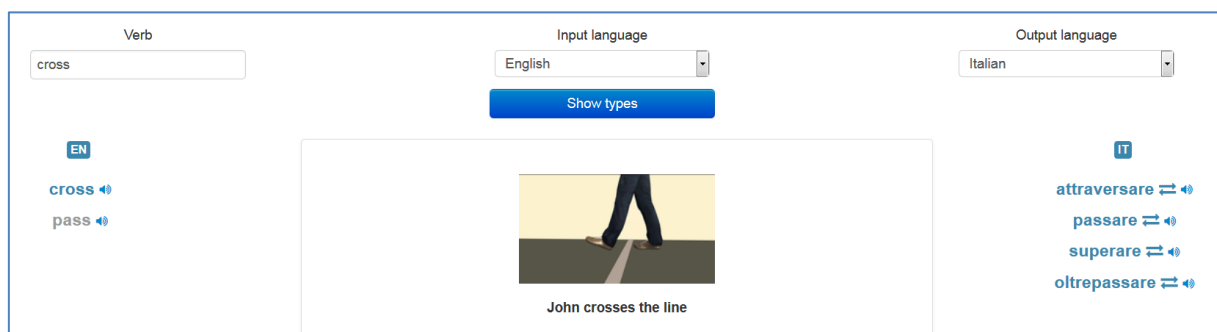 Verb
Input language
Output language
cross
English
Italian
Show types
EN
IT
cross
pass
attraversare
passare
superare
oltrepassare
John crosses the line